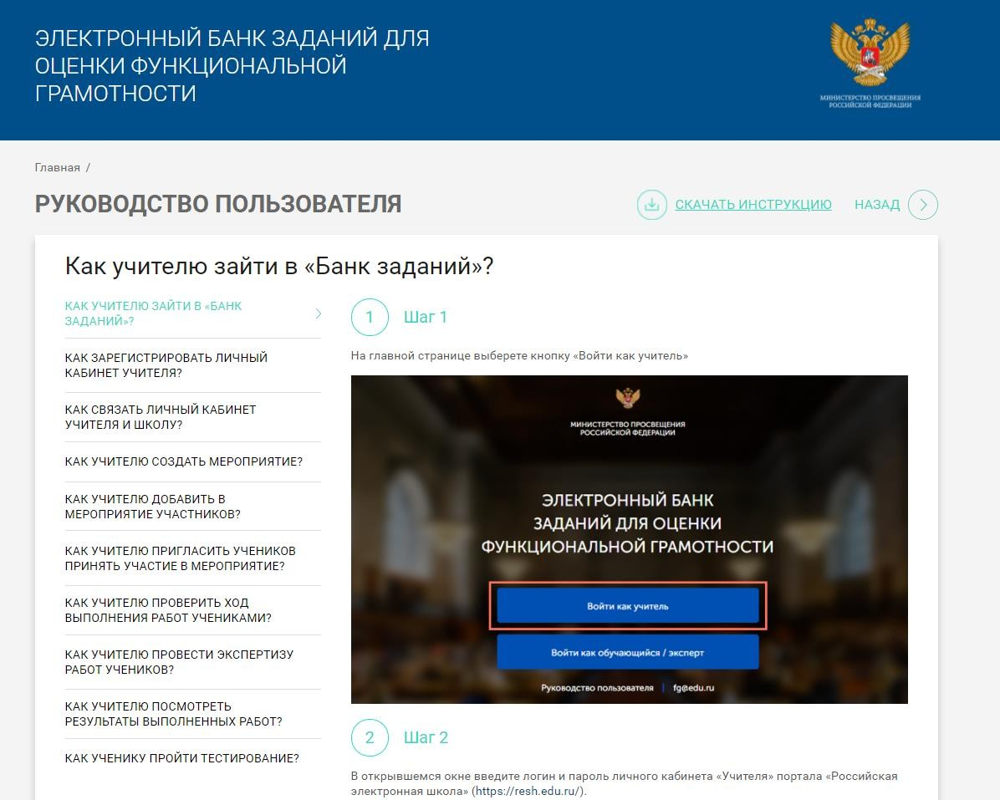 ЭЛЕКТРОННЫЙ БАНК ЗАДАНИЙ ДЛЯ
ОЦЕНКИ ФУНКЦИОНАЛЬНОЙ
ГРАМОТНОСТИ
МИНИСТЕРСТВО ПРОСВЕЩЕНИЯ
РОССИЙСКОЙ ФЕДЕРАЦИИ
Главная /
РУКОВОДСТВО ПОЛЬЗОВАТЕЛЯ
СКАЧАТЬ ИНСТРУКЦИЮ
НАЗАД
Как учителю зайти в «Банк заданий»?
КАК УЧИТЕЛЮ ЗАЙТИ В «БАНК
ЗАДАНИЙ»?
КАК ЗАРЕГИСТРИРОВАТЬ ЛИЧНЫЙ
КАБИНЕТ УЧИТЕЛЯ?
КАК СВЯЗАТЬ ЛИЧНЫЙ КАБИНЕТ
УЧИТЕЛЯ И ШКОЛУ?
КАК УЧИТЕЛЮ СОЗДАТЬ МЕРОПРИЯТИЕ?
КАК УЧИТЕЛЮ ДОБАВИТЬ В
МЕРОПРИЯТИЕ УЧАСТНИКОВ?
КАК УЧИТЕЛЮ ПРИГЛАСИТЬ УЧЕНИКОВ
ПРИНЯТЬ УЧАСТИЕ В МЕРОПРИЯТИЕ?
КАК УЧИТЕЛЮ ПРОВЕРИТЬ ХОД
ВЫПОЛНЕНИЯ РАБОТ УЧЕНИКАМИ?
КАК УЧИТЕЛЮ ПРОВЕСТИ ЭКСПЕРТИЗУ
РАБОТ УЧЕНИКОВ?
КАК УЧИТЕЛЮ ПОСМОТРЕТЬ
РЕЗУЛЬТАТЫ ВЫПОЛНЕННЫХ РАБОТ?
КАК УЧЕНИКУ ПРОЙТИ ТЕСТИРОВАНИЕ?
1 Шаг 1
На главной странице выберете кнопку «Войти как учитель»
МИНИСТЕРСТВО ПРОСВЕЩЕНИЯ
РОССИЙСКОЙ ФЕДЕРАЦИИ
ЭЛЕКТРОННЫЙ БАНК
ЗАДАНИЙ ДЛЯ ОЦЕНКИ
ФУНКЦИОНАЛЬНОЙ ГРАМОТНОСТИ
Войти как учитель
Войти как обучающийся / эксперт
Руководство пользователя | fg@edu.ru
2 Шаг 2
В открывшемся окне введите логин и пароль личного кабинета «Учителя» портала «Российская
электронная школа» (https://resh.edu.ru/).